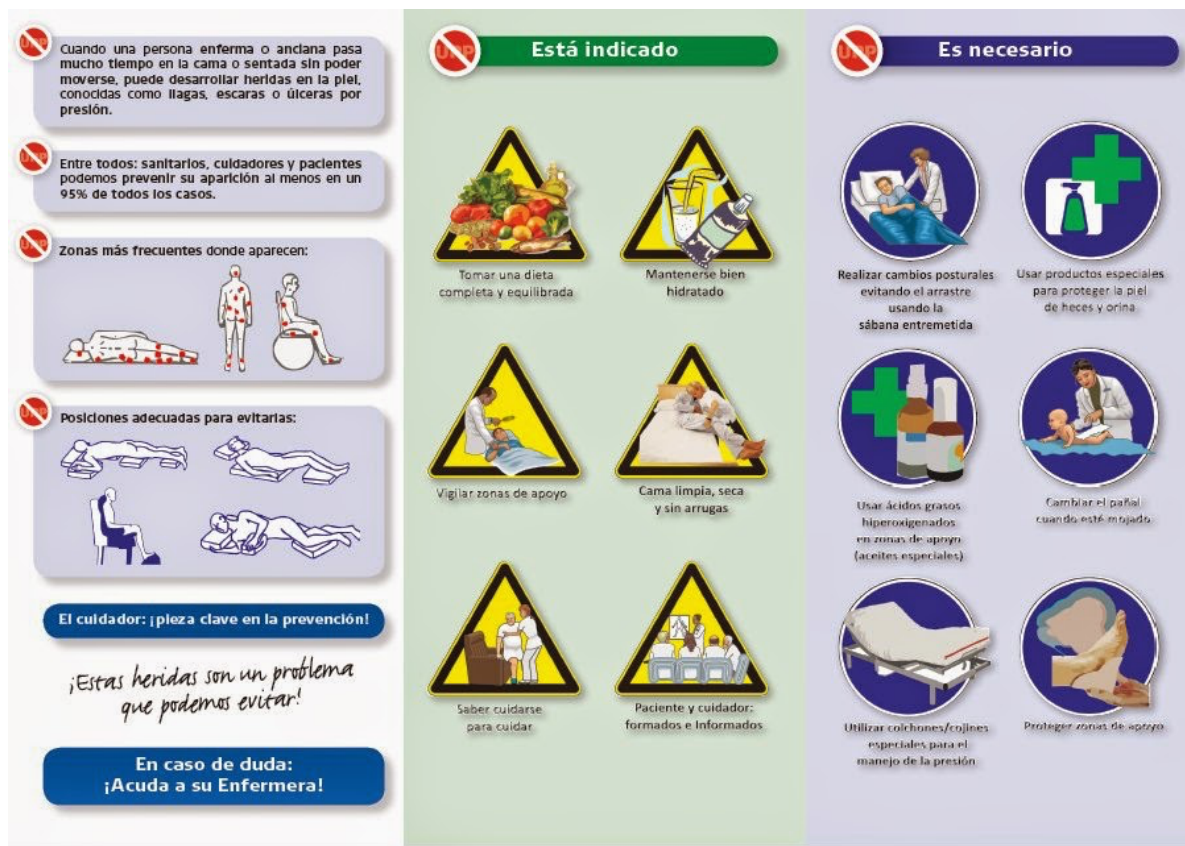 UPP
Cuando una persona enferma o anciana pasa
mucho tiempo en la cama o sentada sin poder
moverse, puede desarrollar heridas en la piel,
conocidas como llagas, escaras o úlceras por
presión.
UPP
Entre todos: sanitarios, cuidadores y pacientes
podemos prevenir su aparición al menos en un
95% de todos los casos.
UPP
Zonas más frecuentes donde aparecen:
UPP
Posiciones adecuadas para evitarlas:
El cuidador: ¡pieza clave en la prevención!
¡Estas heridas son un problema
que podemos evitar!
En caso de duda:
¡Acuda a su Enfermera!
UPP
Está indicado
Tomar una dieta
completa y equilibrada
Mantenerse bien
hidratado
Vigilar zonas de apoyo
Cama limpia, seca
y sin arrugas
Saber cuidarse
para cuidar
Paciente y cuidador:
formados e Informados
UPP
Es necesario
Realizar cambios posturales
evitando el arrastre
usando la
sábana entremetida
Usar productos especiales
para proteger la piel
de heces y orina
Usar ácidos grasos
hiperoxigenados
en zonas de apoyo
(aceites especiales)
Cambiar el pañal
cuando esté mojado
Utilizar colchones/cojines
especiales para el
manejo de la presión
Proteger zonas de apoyo